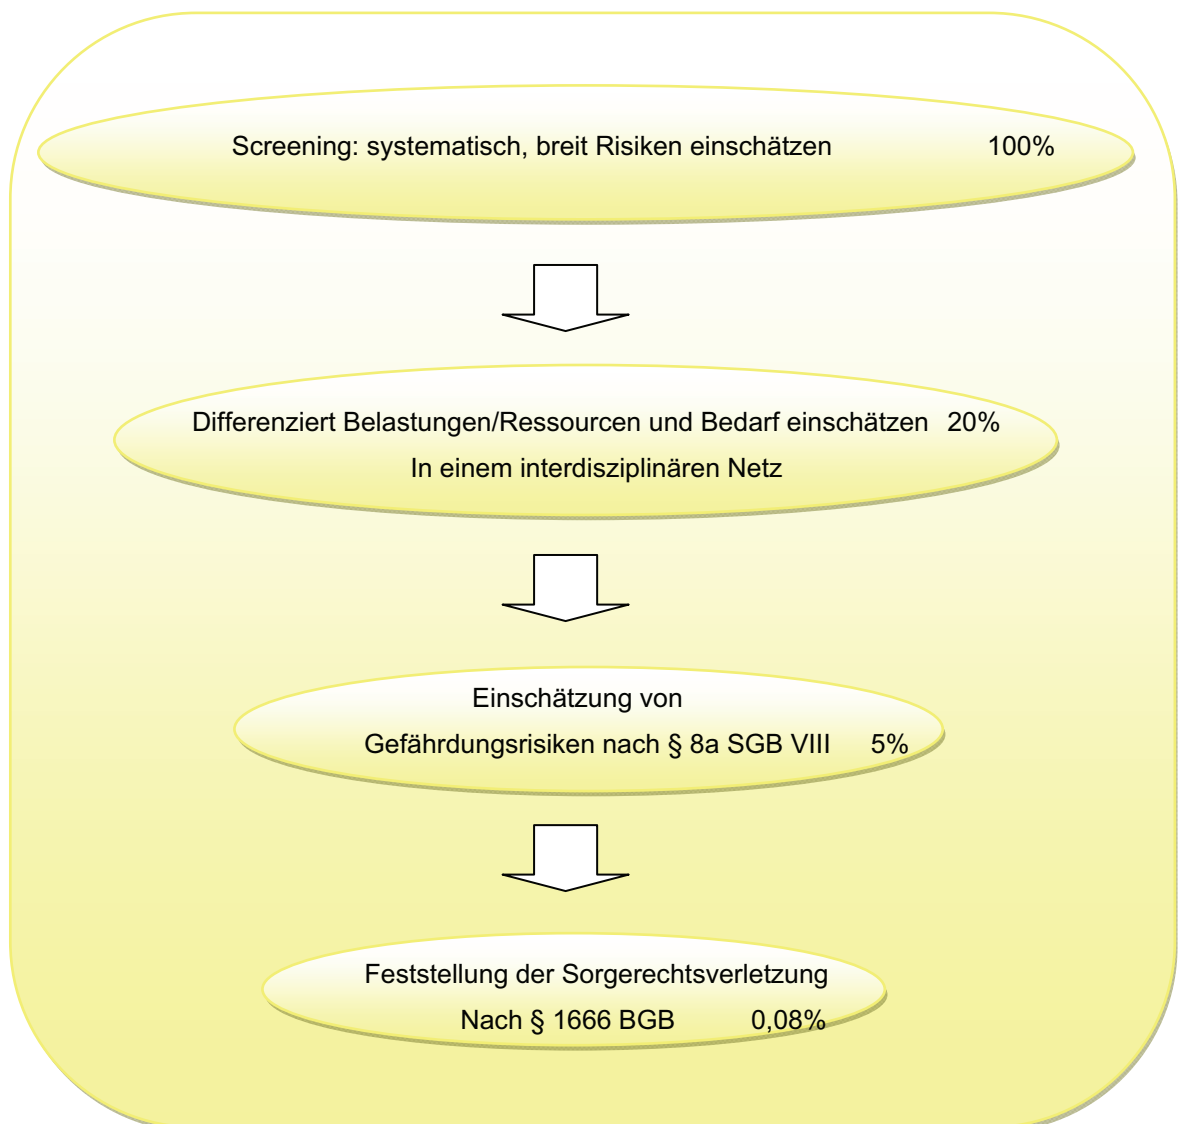 Screening: systematisch, breit Risiken einschätzen 100%
Differenziert Belastungen/Ressourcen und Bedarf einschätzen 20%
In einem interdisziplinären Netz
Einschätzung von
Gefährdungsrisiken nach § 8a SGB VIII 5%
Feststellung der Sorgerechtsverletzung
Nach § 1666 BGB 0,08%